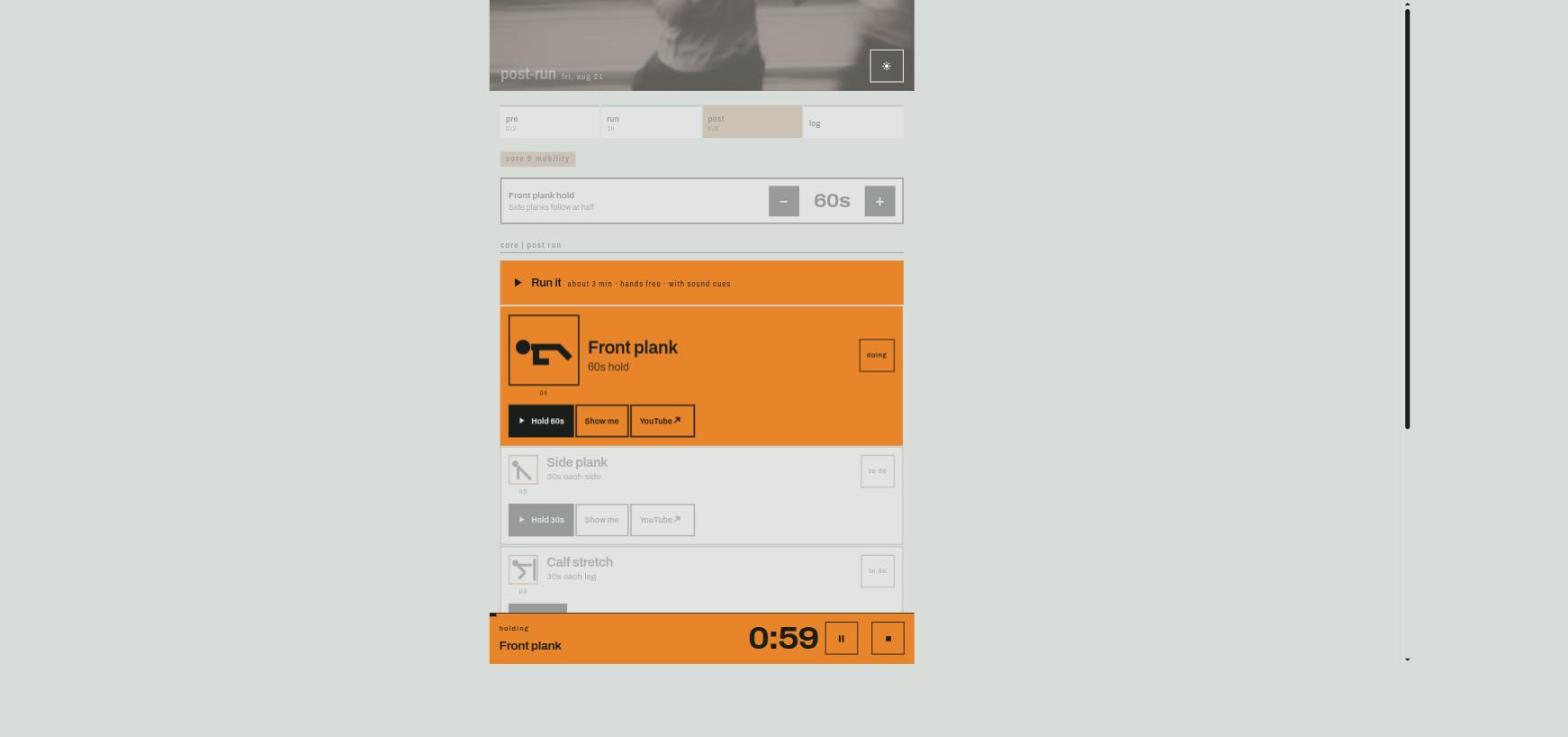 post-run fri, aug 21
pre
run
post
log
core & mobility
Front plank hold
Side planks follow at half
− 60s +
core | post run
Run it about 3 min · hands free · with sound cues
Front plank
60s hold
doing
Hold 60s Show me YouTube↗
Side plank
30s each side
to do
Hold 30s Show me YouTube↗
Calf stretch
30s each leg
to do
holding
Front plank
0:59